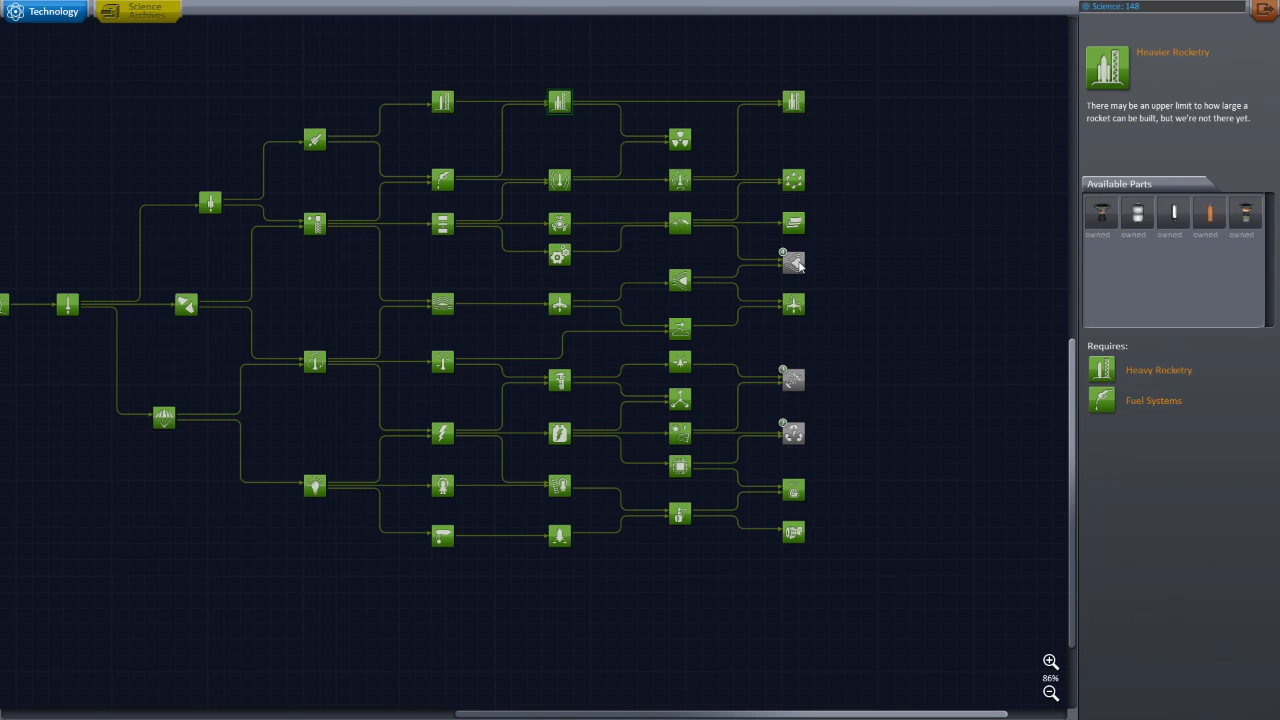 Technology
Science
Archives
Science: 148
Heavier Rocketry
There may be an upper limit to how large a
rocket can be built, but we're not there yet.
Available Parts
owned owned owned owned owned
Requires:
Heavy Rocketry
Fuel Systems
86%